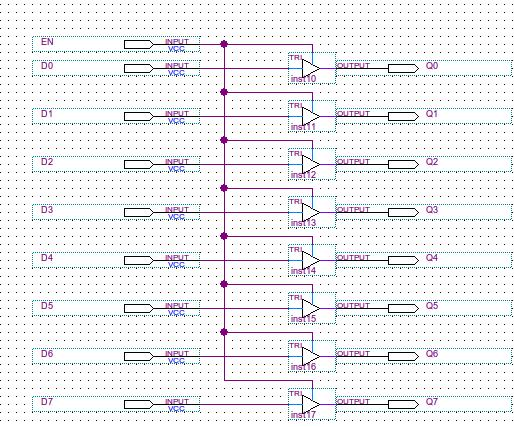 EN INPUT
VCC
D0 INPUT TRI OUTPUT Q0
VCC inst10
D1 INPUT TRI OUTPUT Q1
VCC inst11
D2 INPUT TRI OUTPUT Q2
VCC inst12
D3 INPUT TRI OUTPUT Q3
VCC inst13
D4 INPUT TRI OUTPUT Q4
VCC inst14
D5 INPUT TRI OUTPUT Q5
VCC inst15
D6 INPUT TRI OUTPUT Q6
VCC inst16
D7 INPUT TRI OUTPUT Q7
VCC inst17